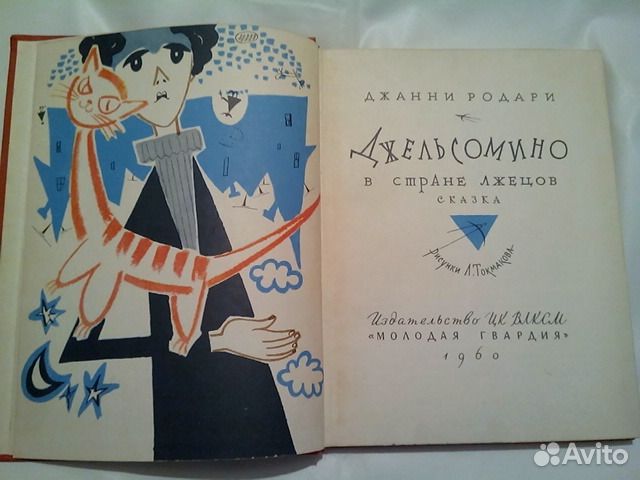 ДЖАННИ РОДАРИ
ДЖЕЛЬСОМИНО
В СТРАНЕ ЛЖЕЦОВ
СКАЗКА
РИСУНКИ Л. ТОКМАКОВА
Издательство ЦК ВЛКСМ
«МОЛОДАЯ ГВАРДИЯ»
1960
Avito